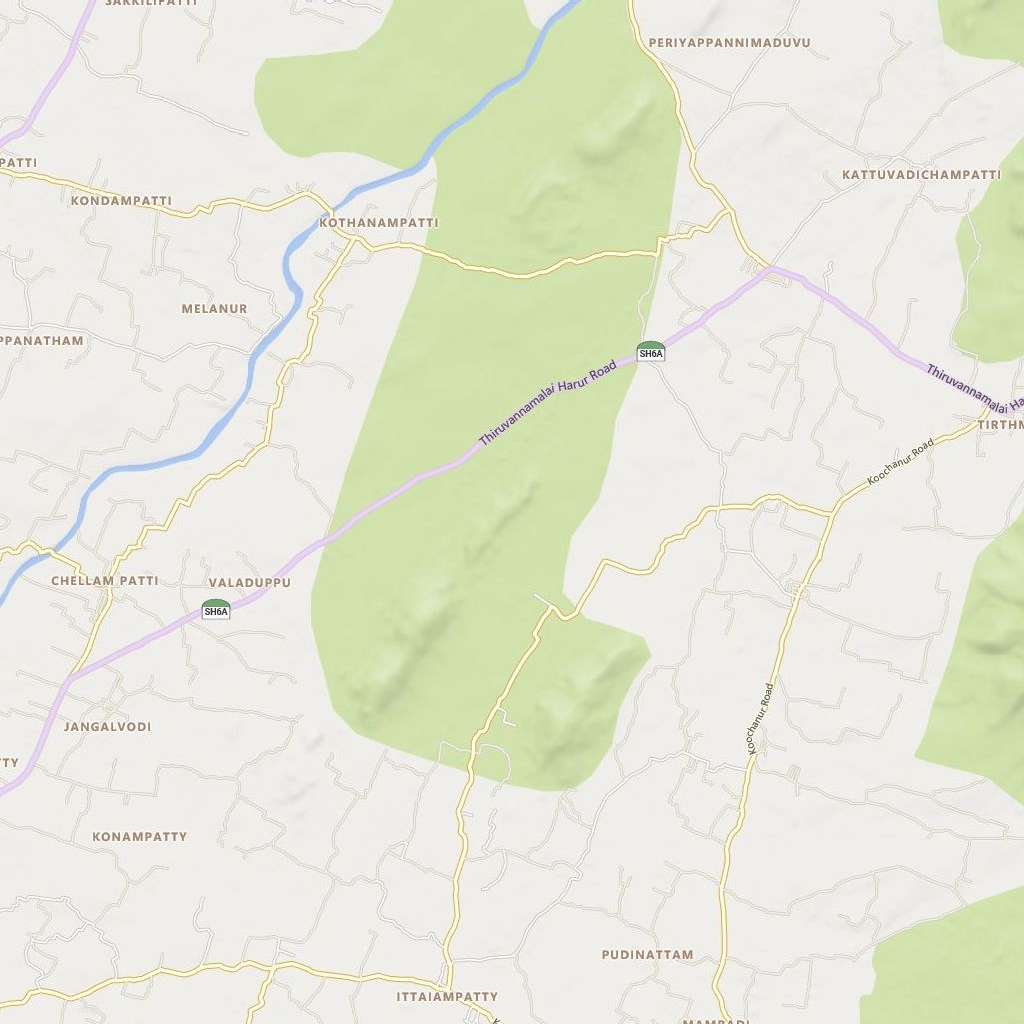 SAKKILIPATTI
PERIYAPPANNIMADUVU
PATTI
KATTUVADICHAMPATTI
KONDAMPATTI
KOTHANAMPATTI
MELANUR
PPANATHAM
SH6A
Thiruvannamalai Harur Road
Thiruvannamalai Ha
TIRTHM
Koochanur Road
CHELLAM PATTI
VALADUPPU
SH6A
Koochanur Road
JANGALVODI
TTY
KONAMPATTY
PUDINATTAM
ITTAIAMPATTY
MAMBADI
K